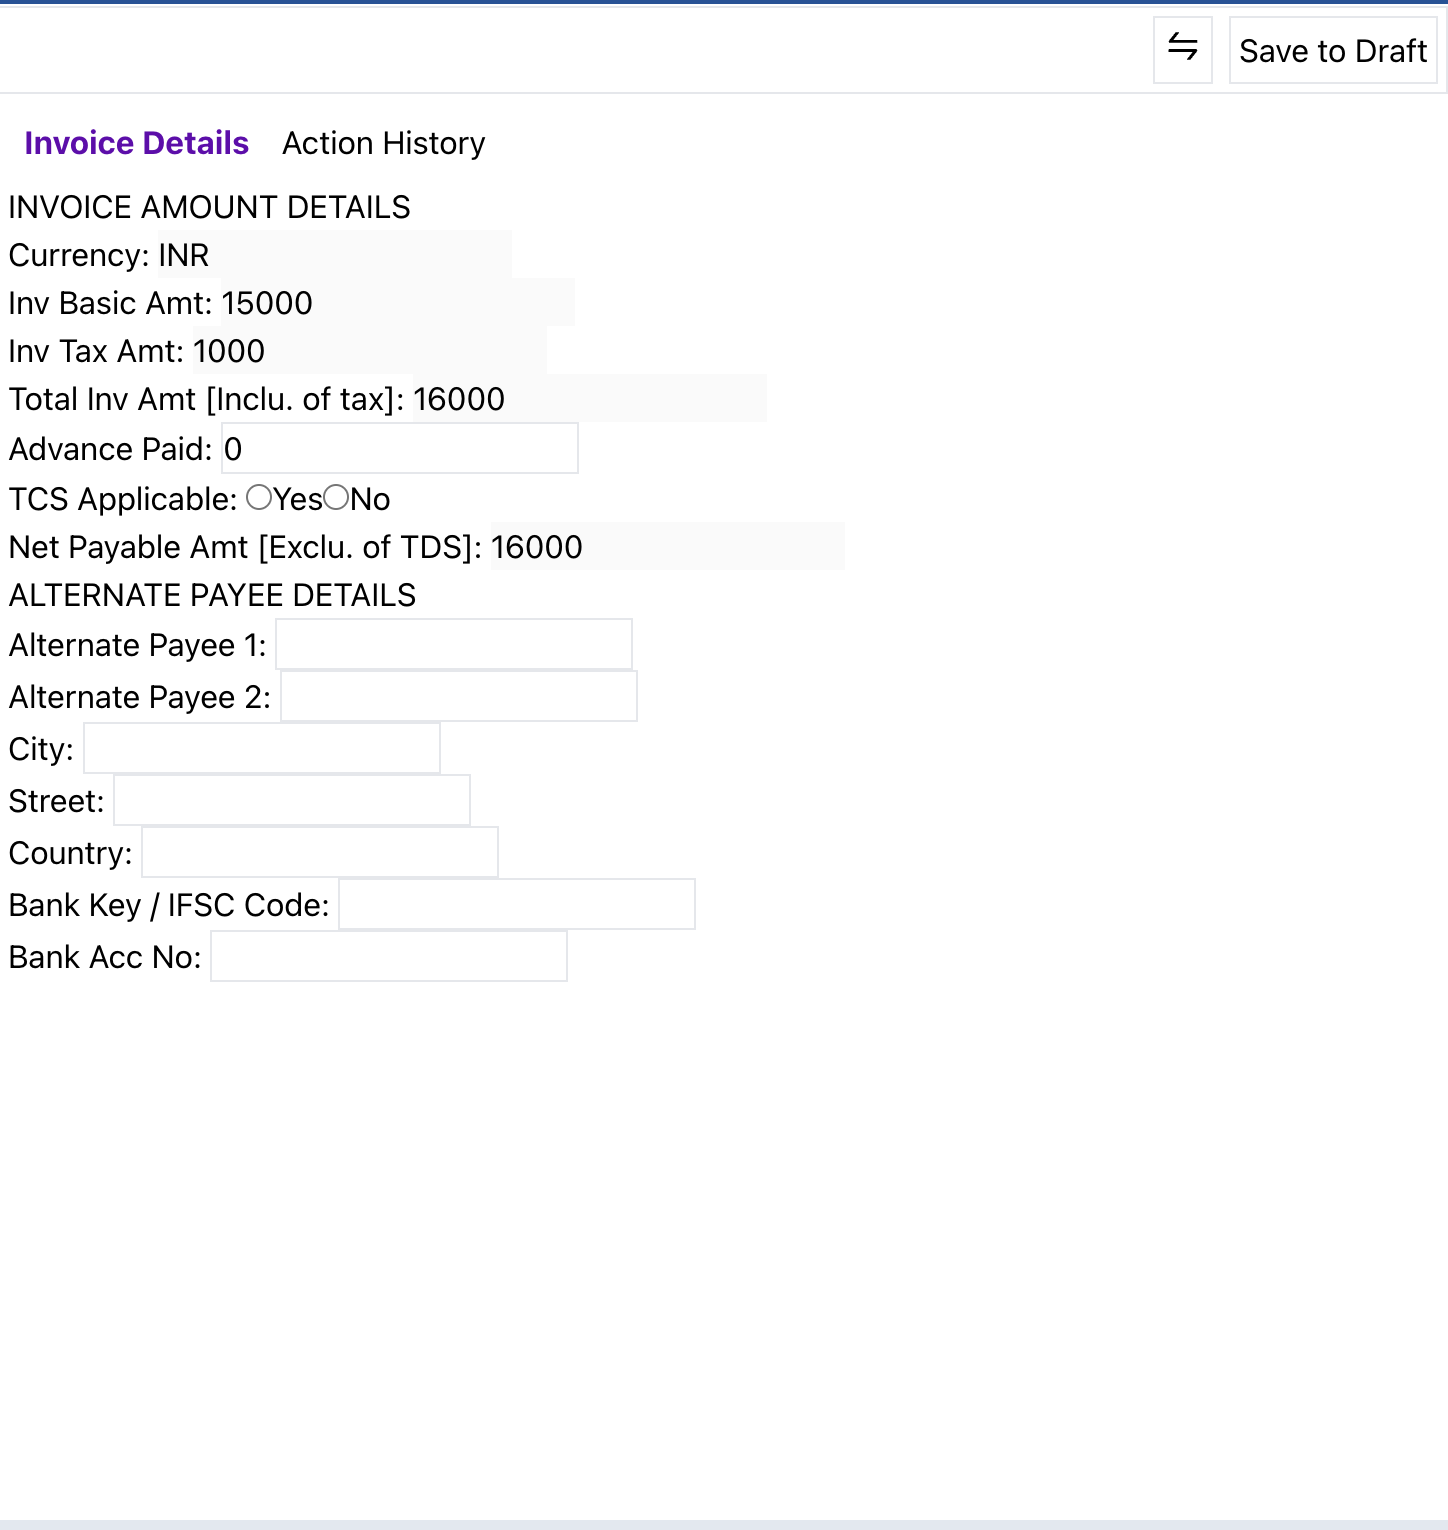 Save to Draft
Invoice Details Action History
INVOICE AMOUNT DETAILS
Currency: INR
Inv Basic Amt: 15000
Inv Tax Amt: 1000
Total Inv Amt [Inclu. of tax]: 16000
Advance Paid: 0
TCS Applicable: Yes No
Net Payable Amt [Exclu. of TDS]: 16000
ALTERNATE PAYEE DETAILS
Alternate Payee 1:
Alternate Payee 2:
City:
Street:
Country:
Bank Key / IFSC Code:
Bank Acc No: